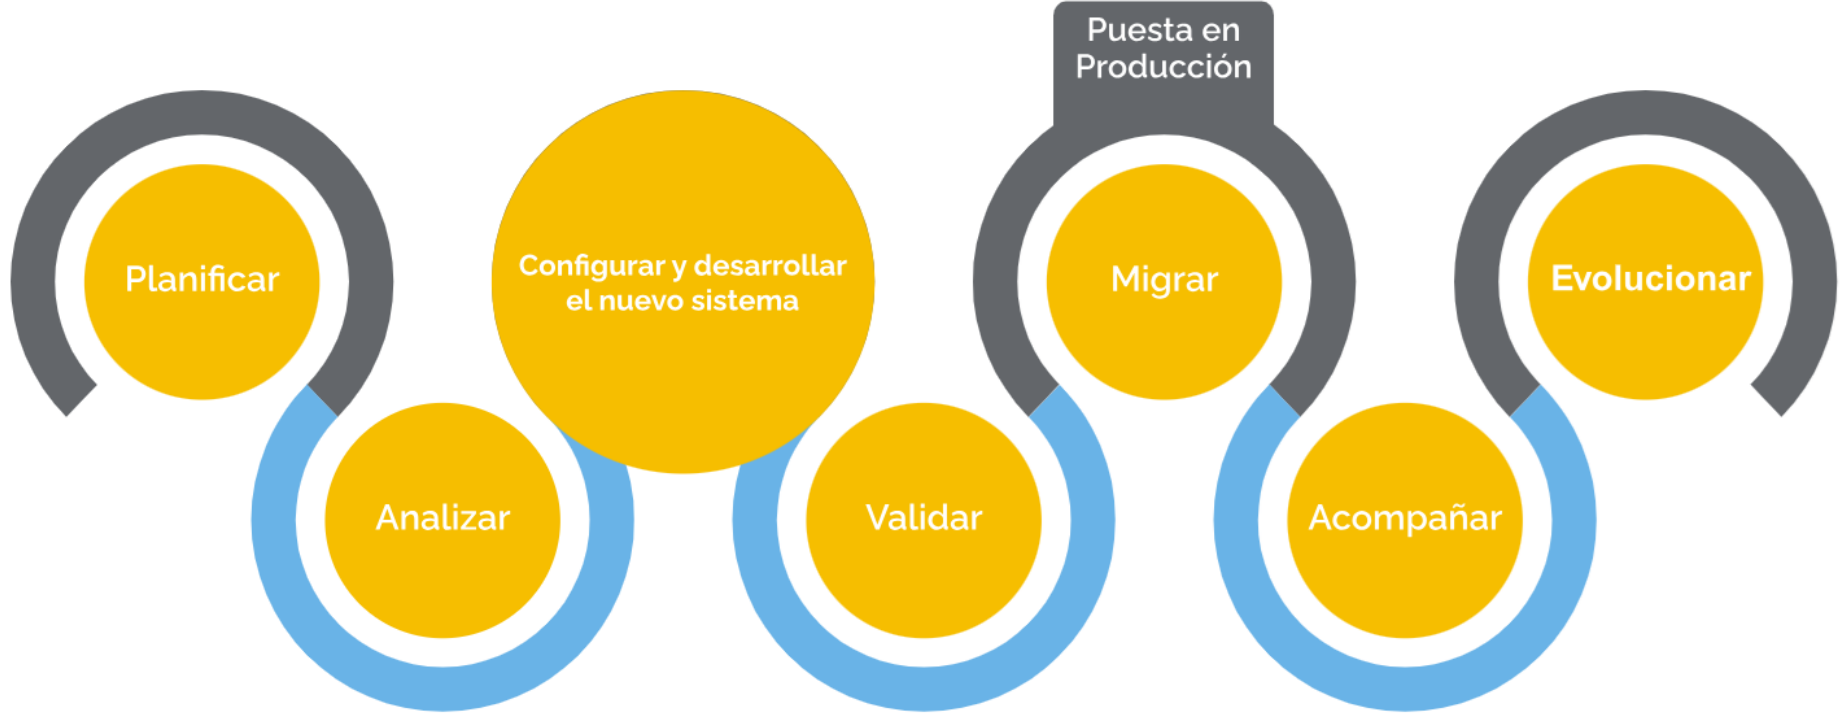 Planificar
Analizar
Configurar y desarrollar
el nuevo sistema
Validar
Puesta en
Producción
Migrar
Acompañar
Evolucionar